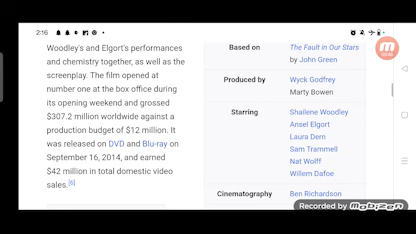 2:16
Woodley's and Elgort's performances
and chemistry together, as well as the
screenplay. The film opened at
number one at the box office during
its opening weekend and grossed
$307.2 million worldwide against a
production budget of $12 million. It
was released on DVD and Blu-ray on
September 16, 2014, and earned
$42 million in total domestic video
sales.[6]
Based on
The Fault in Our Stars
by John Green
Produced by
Wyck Godfrey
Marty Bowen
Starring
Shailene Woodley
Ansel Elgort
Laura Dern
Sam Trammell
Nat Wolff
Willem Dafoe
Cinematography
Ben Richardson
Recorded by Mobizen